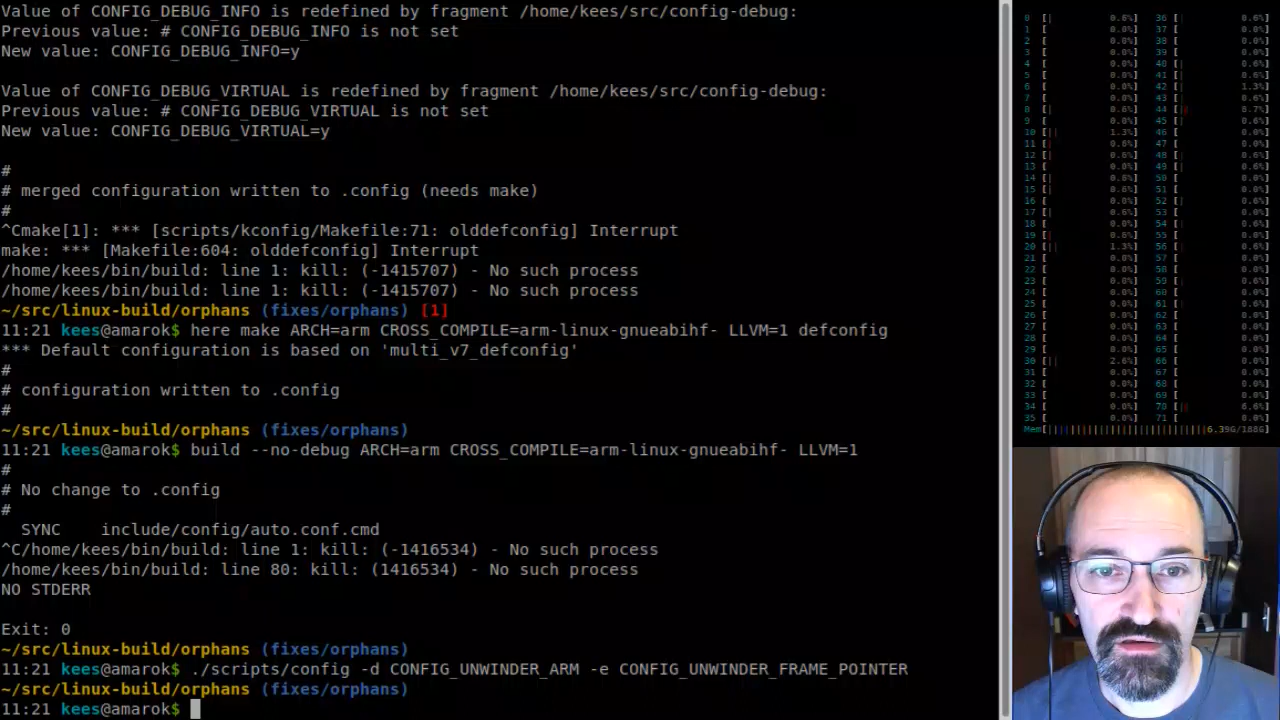 Value of CONFIG_DEBUG_INFO is redefined by fragment /home/kees/src/config-debug:
Previous value: # CONFIG_DEBUG_INFO is not set
New value: CONFIG_DEBUG_INFO=y
Value of CONFIG_DEBUG_VIRTUAL is redefined by fragment /home/kees/src/config-debug:
Previous value: # CONFIG_DEBUG_VIRTUAL is not set
New value: CONFIG_DEBUG_VIRTUAL=y
#
# merged configuration written to .config (needs make)
#
^Cmake[1]: *** [scripts/kconfig/Makefile:71: olddefconfig] Interrupt
make: *** [Makefile:604: olddefconfig] Interrupt
/home/kees/bin/build: line 1: kill: (-1415707) - No such process
/home/kees/bin/build: line 1: kill: (-1415707) - No such process
~/src/linux-build/orphans (fixes/orphans) [1]
11:21 kees@amarok$ here make ARCH=arm CROSS_COMPILE=arm-linux-gnueabihf- LLVM=1 defconfig
*** Default configuration is based on 'multi_v7_defconfig'
#
# configuration written to .config
#
~/src/linux-build/orphans (fixes/orphans)
11:21 kees@amarok$ build --no-debug ARCH=arm CROSS_COMPILE=arm-linux-gnueabihf- LLVM=1
#
# No change to .config
#
SYNC    include/config/auto.conf.cmd
^C/home/kees/bin/build: line 1: kill: (-1416534) - No such process
/home/kees/bin/build: line 80: kill: (1416534) - No such process
NO STDERR
Exit: 0
~/src/linux-build/orphans (fixes/orphans)
11:21 kees@amarok$ ./scripts/config -d CONFIG_UNWINDER_ARM -e CONFIG_UNWINDER_FRAME_POINTER
~/src/linux-build/orphans (fixes/orphans)
11:21 kees@amarok$